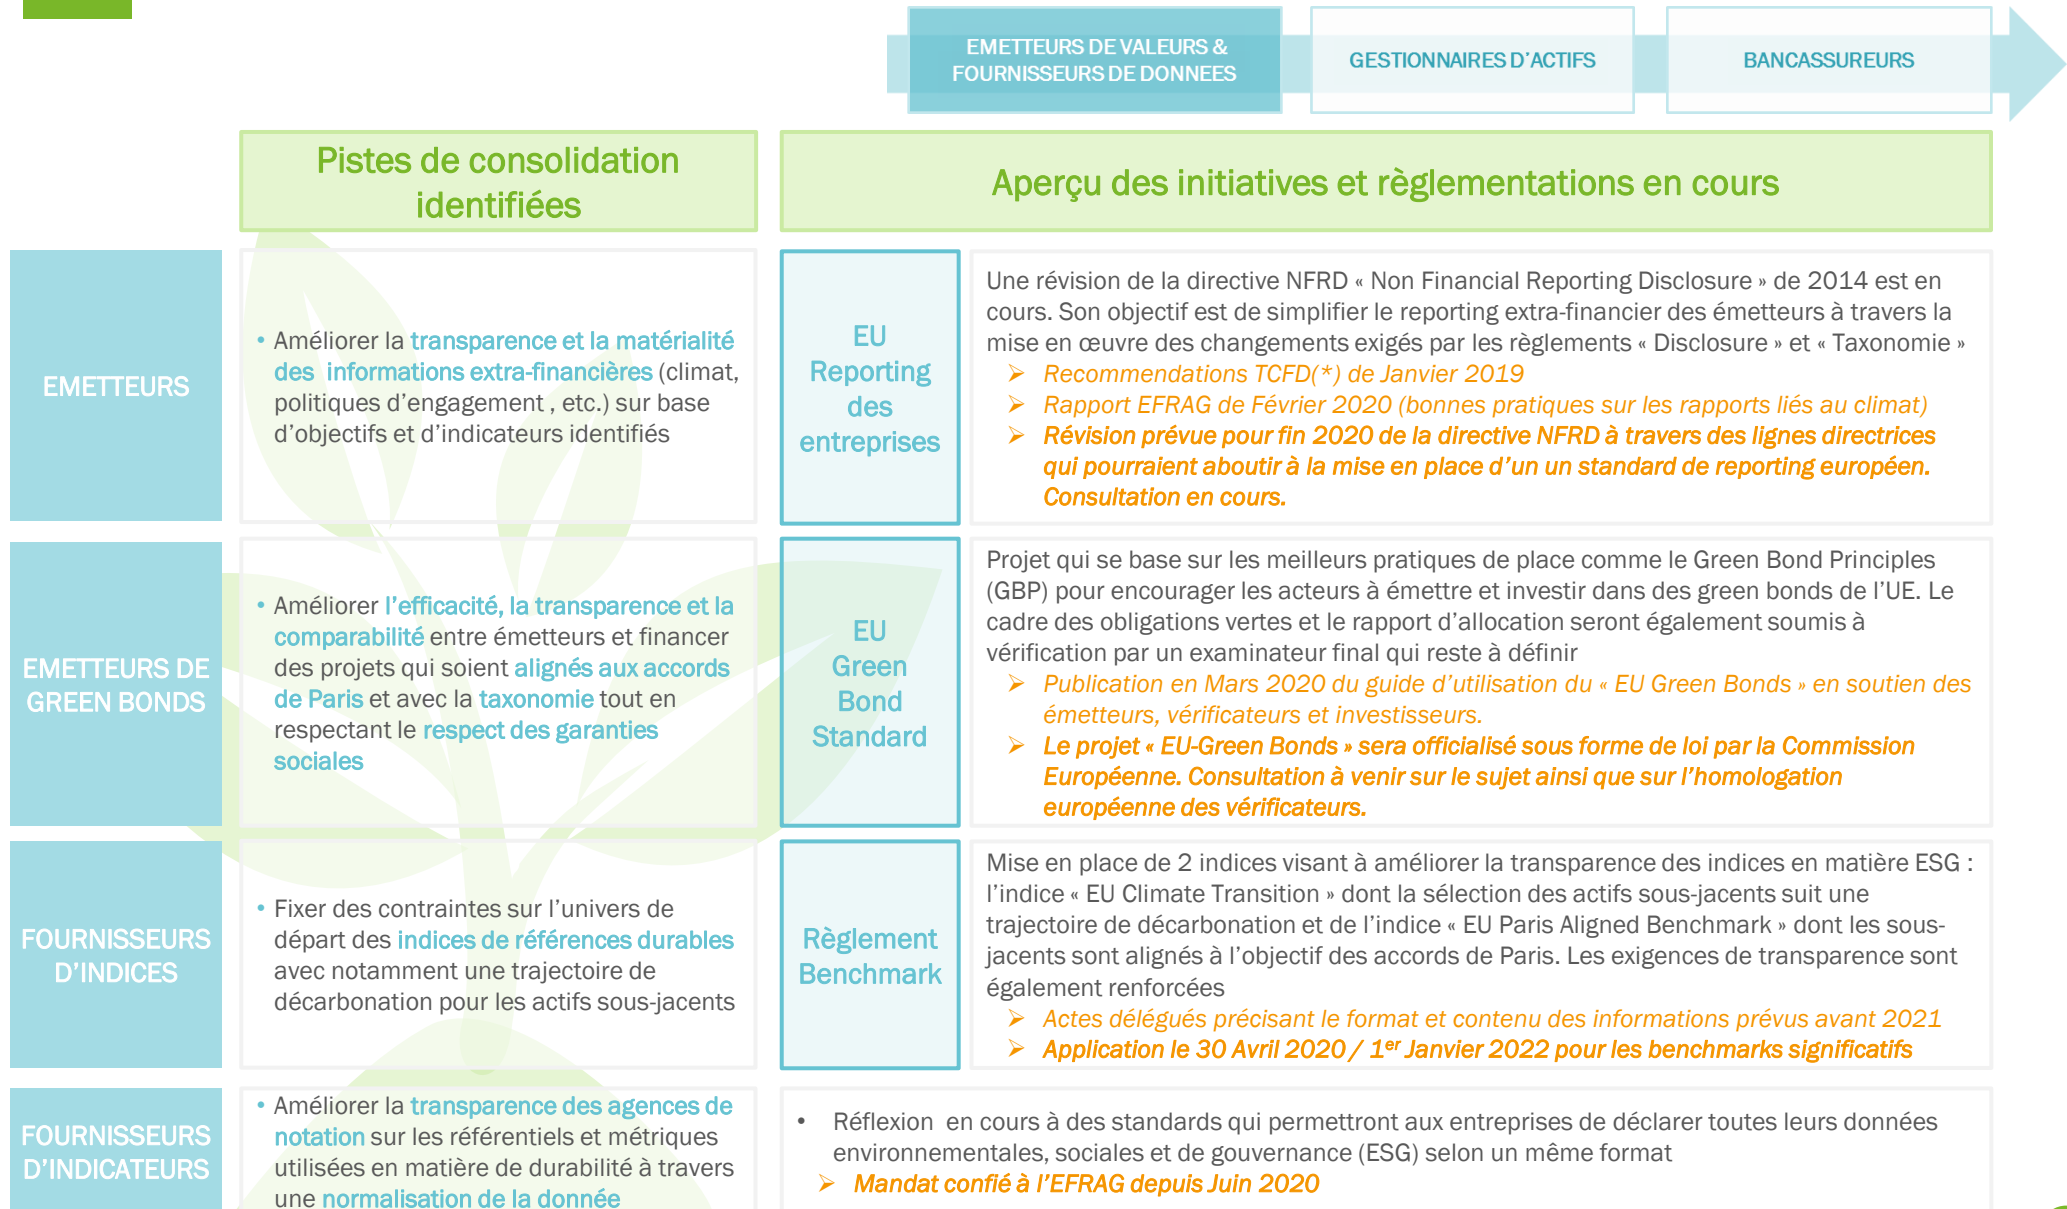 EMETTEURS DE VALEURS &
FOURNISSEURS DE DONNEES
GESTIONNAIRES D'ACTIFS
BANCASSUREURS
Pistes de consolidation
identifiées
Aperçu des initiatives et règlementations en cours
EMETTEURS
• Améliorer la transparence et la matérialité
des informations extra-financières (climat,
politiques d'engagement , etc.) sur base
d'objectifs et d'indicateurs identifiés
EU
Reporting
des
entreprises
Une révision de la directive NFRD « Non Financial Reporting Disclosure » de 2014 est en
cours. Son objectif est de simplifier le reporting extra-financier des émetteurs à travers la
mise en œuvre des changements exigés par les règlements « Disclosure » et « Taxonomie »
➢ Recommendations TCFD(*) de Janvier 2019
➢ Rapport EFRAG de Février 2020 (bonnes pratiques sur les rapports liés au climat)
➢ Révision prévue pour fin 2020 de la directive NFRD à travers des lignes directrices
qui pourraient aboutir à la mise en place d'un un standard de reporting européen.
Consultation en cours.
EMETTEURS DE
GREEN BONDS
• Améliorer l'efficacité, la transparence et la
comparabilité entre émetteurs et financer
des projets qui soient alignés aux accords
de Paris et avec la taxonomie tout en
respectant le respect des garanties
sociales
EU
Green
Bond
Standard
Projet qui se base sur les meilleurs pratiques de place comme le Green Bond Principles
(GBP) pour encourager les acteurs à émettre et investir dans des green bonds de l'UE. Le
cadre des obligations vertes et le rapport d'allocation seront également soumis à
vérification par un examinateur final qui reste à définir
➢ Publication en Mars 2020 du guide d'utilisation du « EU Green Bonds » en soutien des
émetteurs, vérificateurs et investisseurs.
➢ Le projet « EU-Green Bonds » sera officialisé sous forme de loi par la Commission
Européenne. Consultation à venir sur le sujet ainsi que sur l'homologation
européenne des vérificateurs.
FOURNISSEURS
D'INDICES
• Fixer des contraintes sur l'univers de
départ des indices de références durables
avec notamment une trajectoire de
décarbonation pour les actifs sous-jacents
Règlement
Benchmark
Mise en place de 2 indices visant à améliorer la transparence des indices en matière ESG :
l'indice « EU Climate Transition » dont la sélection des actifs sous-jacents suit une
trajectoire de décarbonation et de l'indice « EU Paris Aligned Benchmark » dont les sous-
jacents sont alignés à l'objectif des accords de Paris. Les exigences de transparence sont
également renforcées
➢ Actes délégués précisant le format et contenu des informations prévus avant 2021
➢ Application le 30 Avril 2020 / 1er Janvier 2022 pour les benchmarks significatifs
FOURNISSEURS
D'INDICATEURS
• Améliorer la transparence des agences de
notation sur les référentiels et métriques
utilisées en matière de durabilité à travers
une normalisation de la donnée
• Réflexion en cours à des standards qui permettront aux entreprises de déclarer toutes leurs données
environnementales, sociales et de gouvernance (ESG) selon un même format
➢ Mandat confié à l'EFRAG depuis Juin 2020